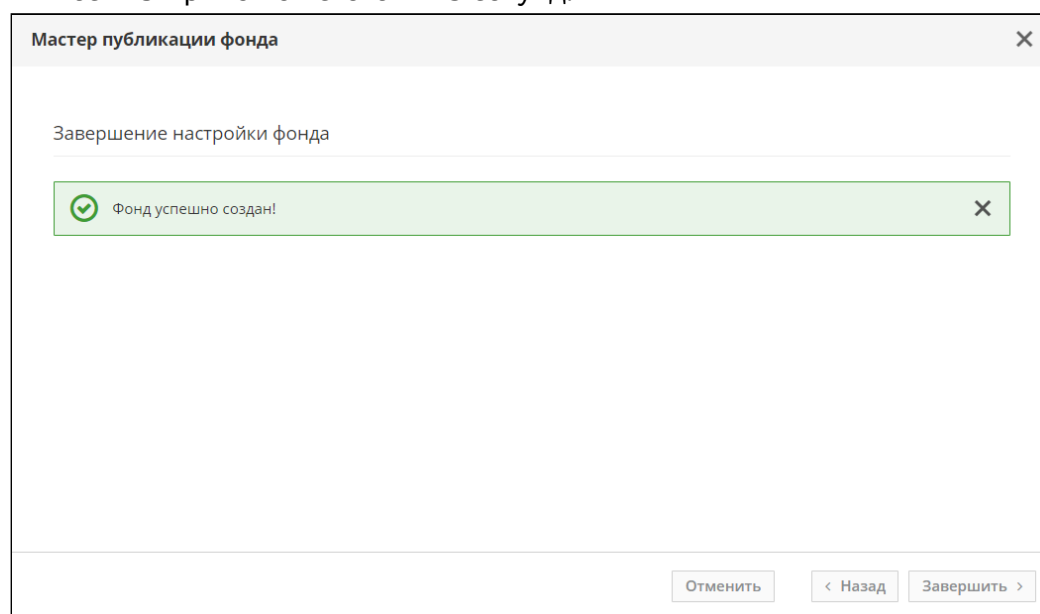 Мастер публикации фонда
Завершение настройки фонда
Фонд успешно создан!
Отменить
< Назад
Завершить >